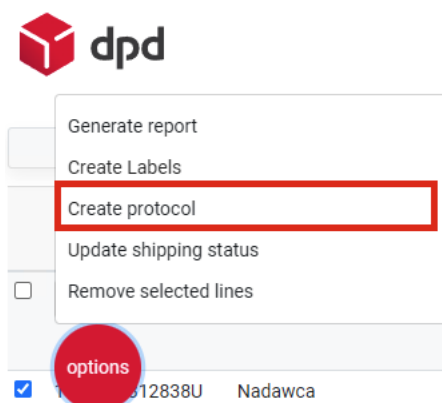 dpd
Generate report
Create Labels
Create protocol
Update shipping status
Remove selected lines
options
12838U Nadawca